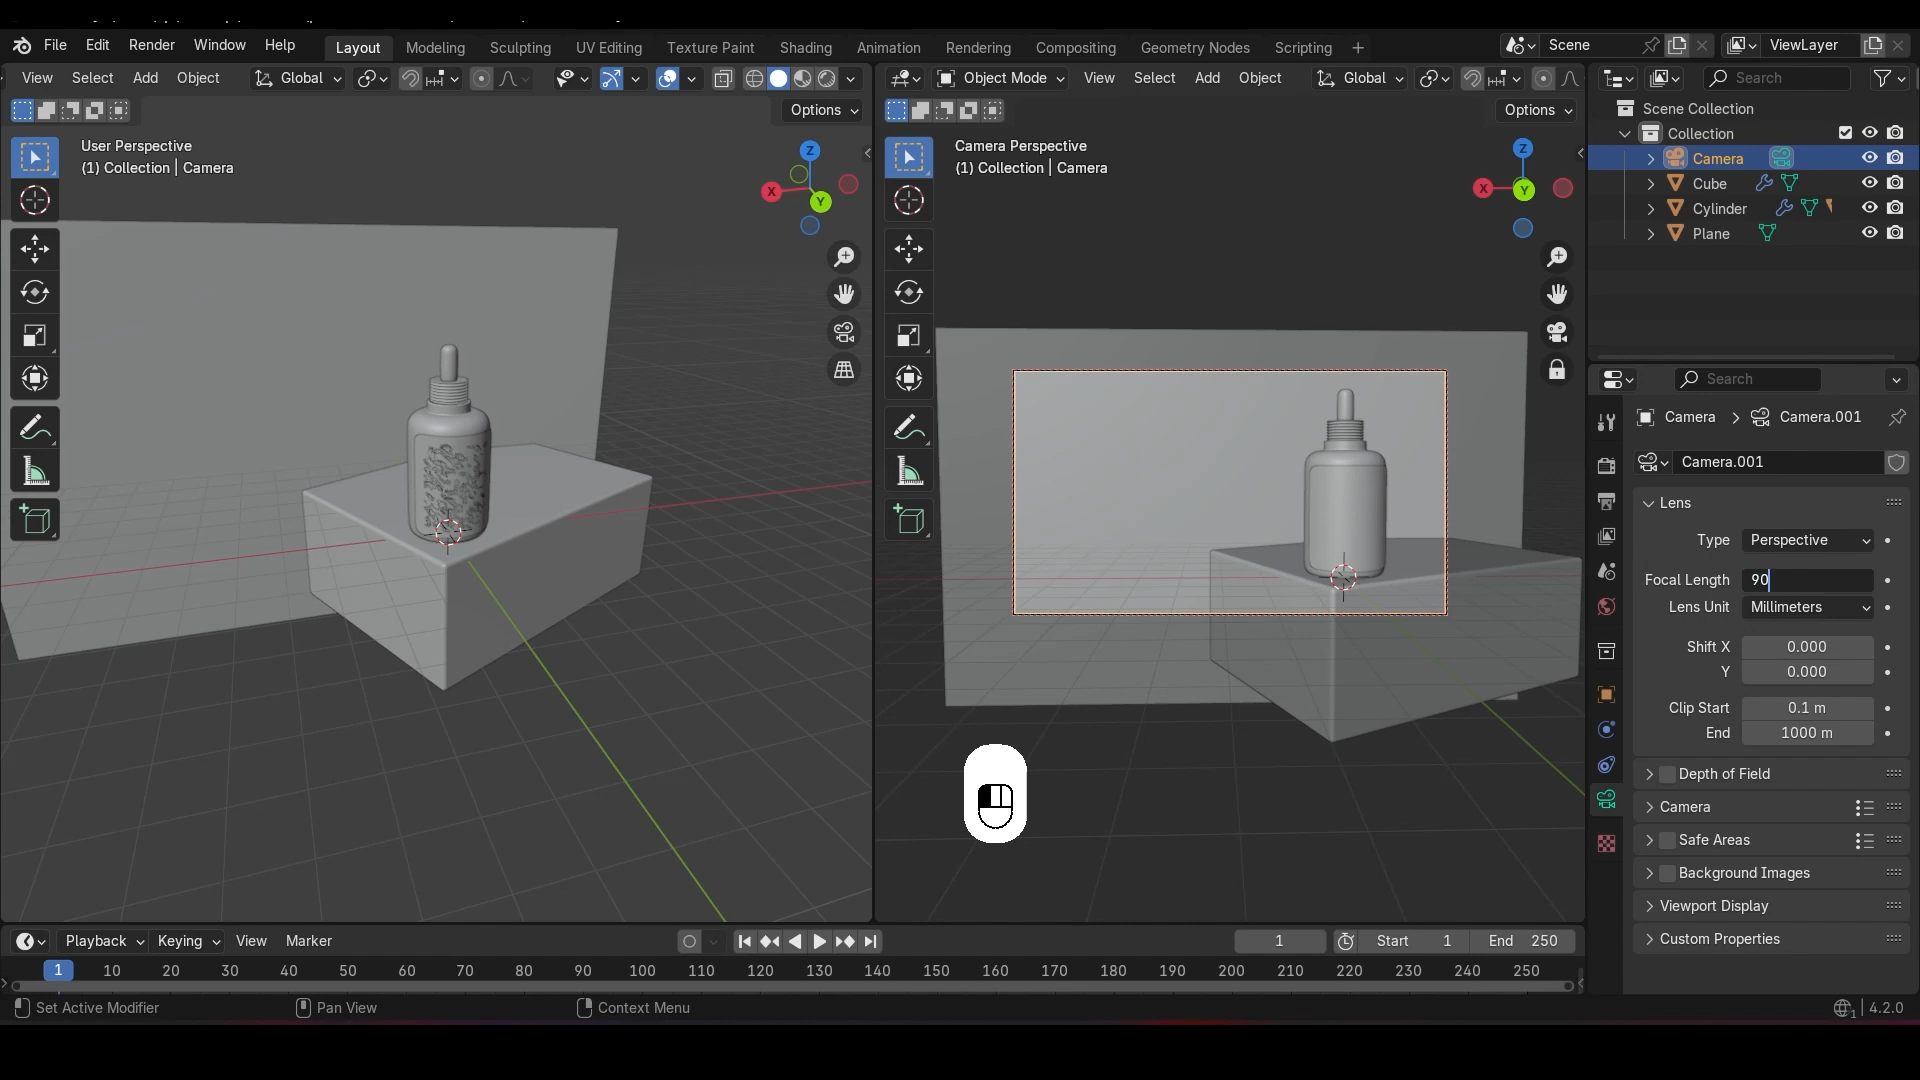 File Edit Render Window Help Layout Modeling Sculpting UV Editing Texture Paint Shading Animation Rendering Compositing Geometry Nodes Scripting + Scene ViewLayer
View Select Add Object Global Object Mode View Select Add Object Global Search
Options Options
Scene Collection
Collection
Camera
Cube
Cylinder
Plane
User Perspective
(1) Collection | Camera
Z
X
Y
Camera Perspective
(1) Collection | Camera
Z
X
Y
Search
Camera > Camera.001
Camera.001
Lens
Type Perspective
Focal Length 90
Lens Unit Millimeters
Shift X 0.000
Y 0.000
Clip Start 0.1 m
End 1000 m
Depth of Field
Camera
Safe Areas
Background Images
Viewport Display
Custom Properties
Playback Keying View Marker 1 Start 1 End 250
1 10 20 30 40 50 60 70 80 90 100 110 120 130 140 150 160 170 180 190 200 210 220 230 240 250
Set Active Modifier Pan View Context Menu 1 4.2.0